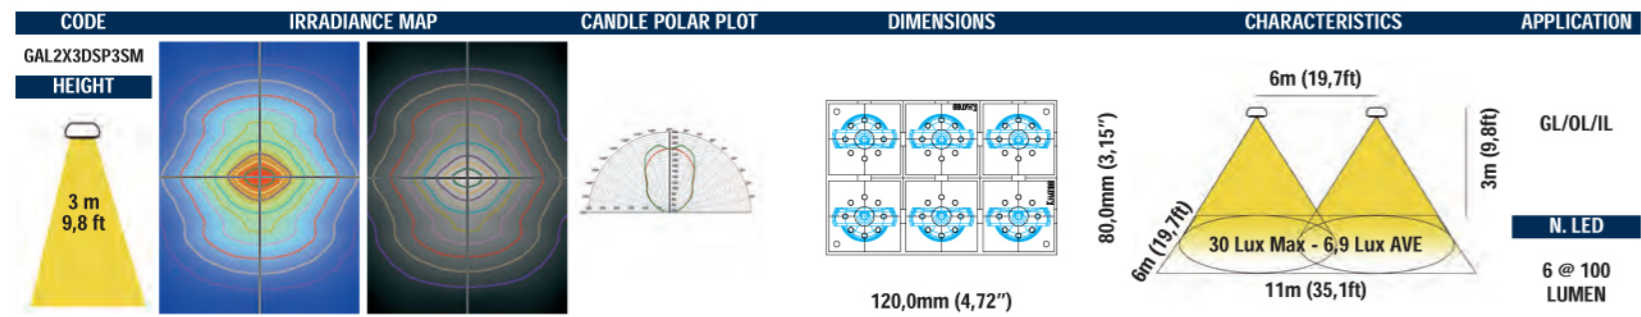 CODE
IRRADIANCE MAP
CANDLE POLAR PLOT
DIMENSIONS
CHARACTERISTICS
APPLICATION
GAL2X3DSP3SM
HEIGHT
3 m
9,8 ft
120,0mm (4,72”)
80,0mm (3,15”)
6m (19,7ft)
3m (9,8ft)
6m (19,7ft)
30 Lux Max - 6,9 Lux AVE
11m (35,1ft)
GL/OL/IL
N. LED
6 @ 100
LUMEN